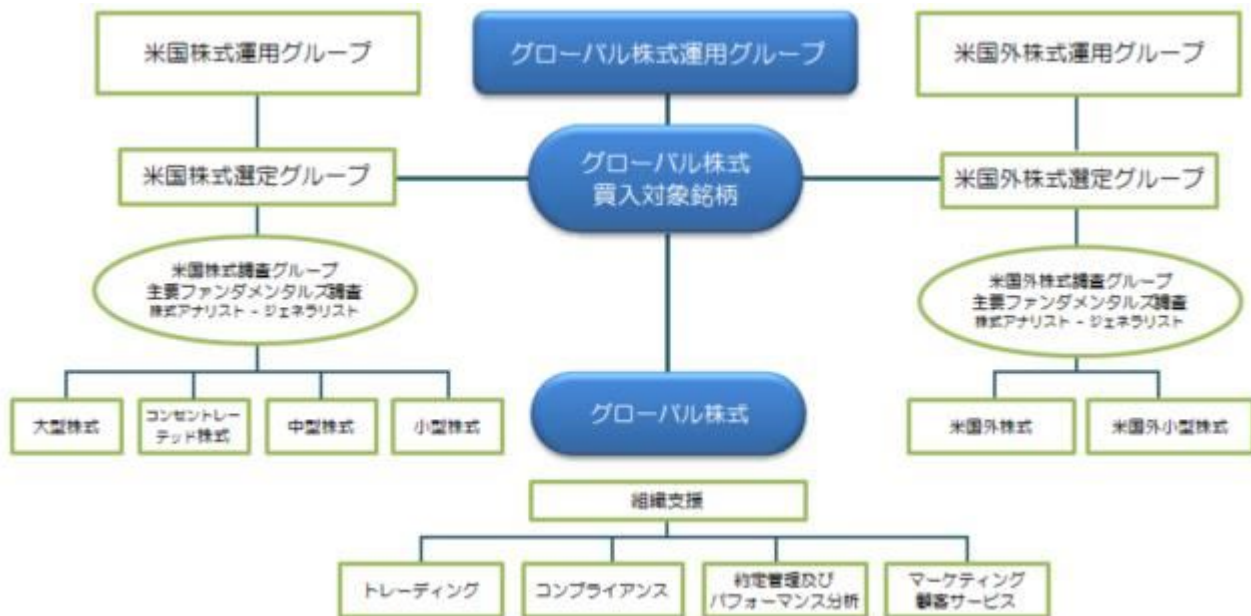 米国株式運用グループ
グローバル株式運用グループ
米国外株式運用グループ
米国株式選定グループ
グローバル株式
買入対象銘柄
米国外株式選定グループ
米国株式調査グループ
主要ファンダメンタルズ調査
株式アナリスト - ジェネラリスト
米国外株式調査グループ
主要ファンダメンタルズ調査
株式アナリスト - ジェネラリスト
大型株式
コンセントレー
テッド株式
中型株式
小型株式
グローバル株式
米国外株式
米国外小型株式
組織支援
トレーディング
コンプライアンス
約定管理及び
パフォーマンス分析
マーケティング
顧客サービス